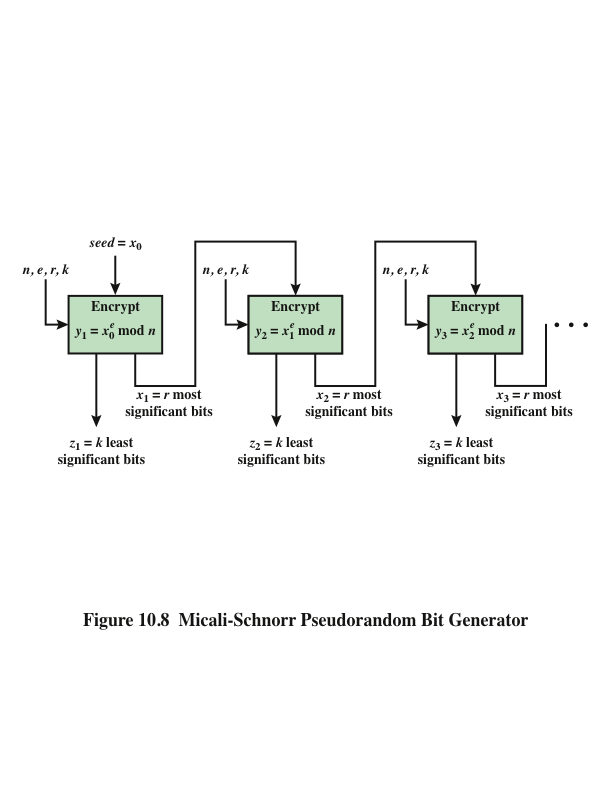 seed = x0
n, e, r, k
n, e, r, k
n, e, r, k
Encrypt
y1 = x0^e mod n
Encrypt
y2 = x1^e mod n
Encrypt
y3 = x2^e mod n
• • •
x1 = r most
significant bits
x2 = r most
significant bits
x3 = r most
significant bits
z1 = k least
significant bits
z2 = k least
significant bits
z3 = k least
significant bits
Figure 10.8 Micali-Schnorr Pseudorandom Bit Generator